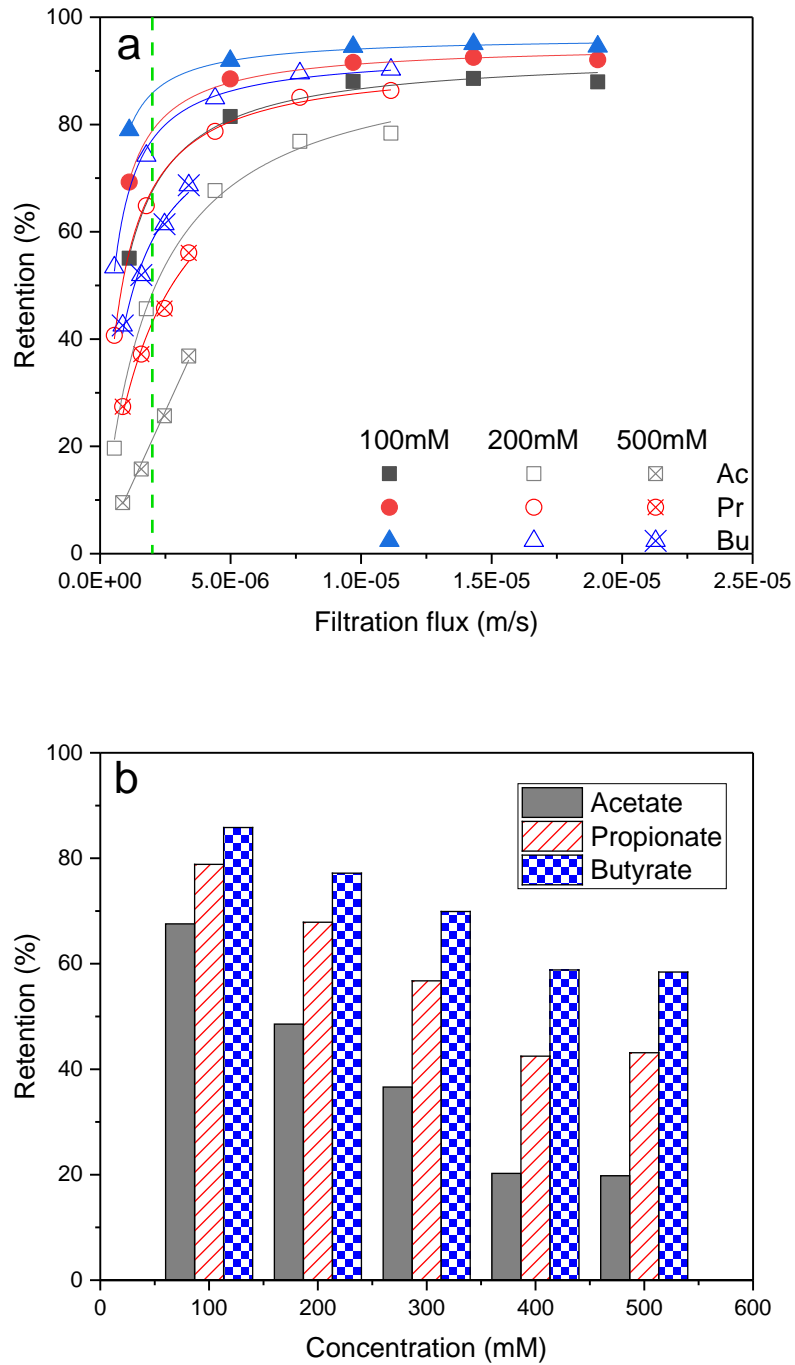 a
100
80
60
40
20
0
Retention (%)
100mM 200mM 500mM
Ac
Pr
Bu
0.0E+00 5.0E-06 1.0E-05 1.5E-05 2.0E-05 2.5E-05
Filtration flux (m/s)
b
100
80
60
40
20
0
Retention (%)
Acetate
Propionate
Butyrate
0 100 200 300 400 500 600
Concentration (mM)